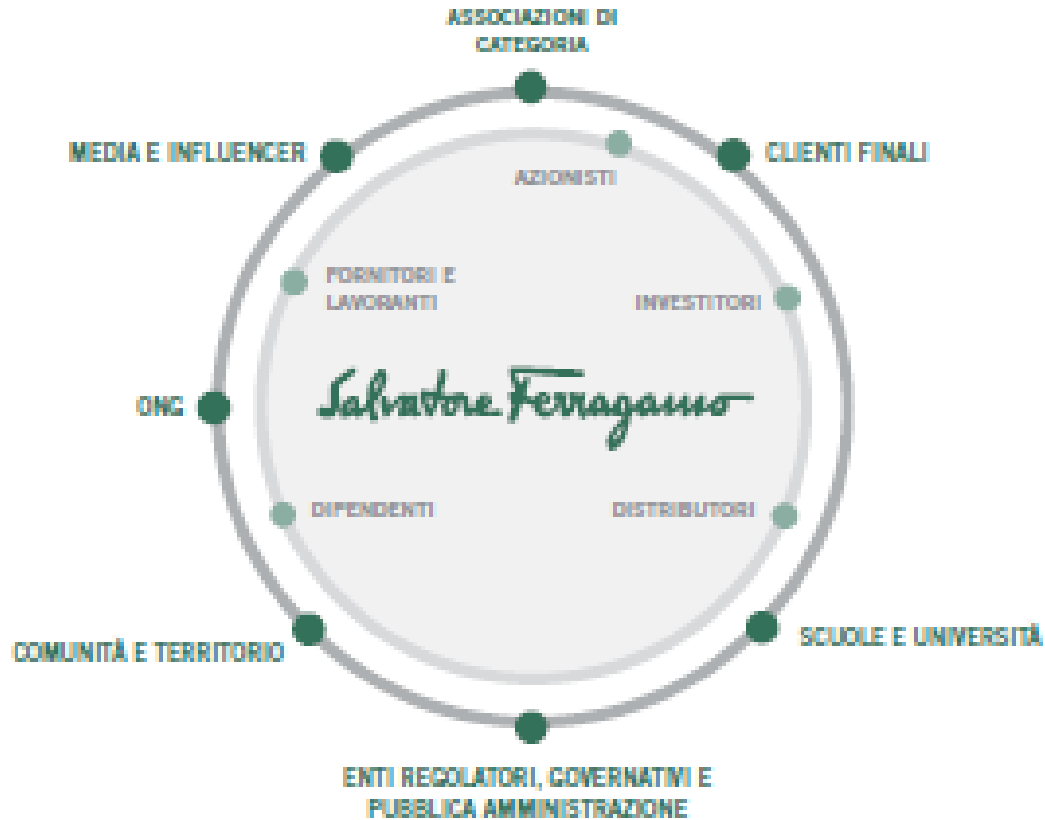 ASSOCIAZIONI DI
CATEGORIA
MEDIA E INFLUENCER
CLIENTI FINALI
AZIONISTI
FORNITORI E
LAVORANTI
INVESTITORI
ONG
Salvatore Ferragamo
DIPENDENTI
DISTRIBUTORI
COMUNITÀ E TERRITORIO
SCUOLE E UNIVERSITÀ
ENTI REGOLATORI, GOVERNATIVI E
PUBBLICA AMMINISTRAZIONE